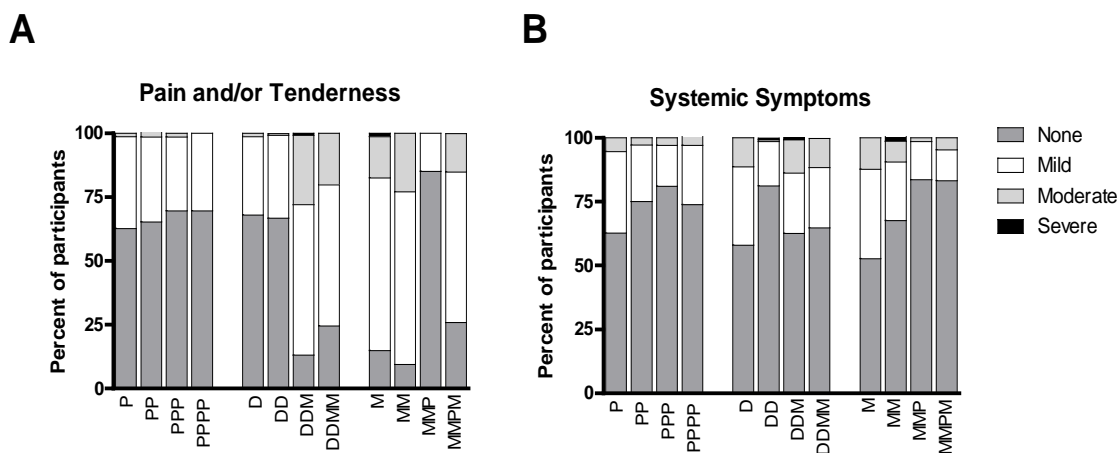 A
Pain and/or Tenderness
Percent of participants
100
75
50
25
0
P
PP
PPP
PPPP
D
DD
DDM
DDMM
M
MM
MMP
MMPM
B
Systemic Symptoms
Percent of participants
100
75
50
25
0
P
PP
PPP
PPPP
D
DD
DDM
DDMM
M
MM
MMP
MMPM
None
Mild
Moderate
Severe